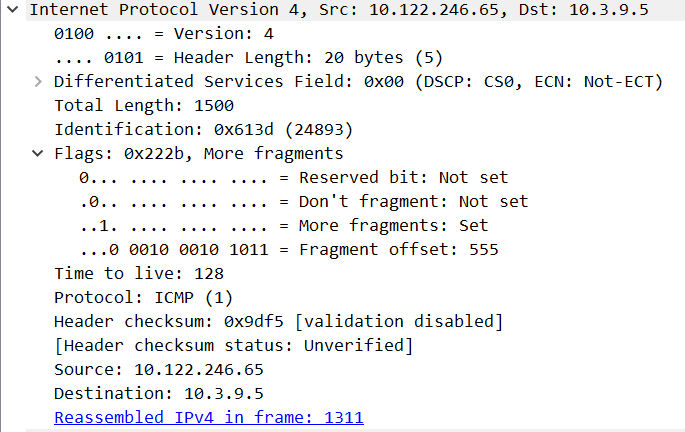 Internet Protocol Version 4, Src: 10.122.246.65, Dst: 10.3.9.5
0100 .... = Version: 4
.... 0101 = Header Length: 20 bytes (5)
Differentiated Services Field: 0x00 (DSCP: CS0, ECN: Not-ECT)
Total Length: 1500
Identification: 0x613d (24893)
Flags: 0x222b, More fragments
0... .... .... .... = Reserved bit: Not set
.0.. .... .... .... = Don't fragment: Not set
..1. .... .... .... = More fragments: Set
...0 0010 0010 1011 = Fragment offset: 555
Time to live: 128
Protocol: ICMP (1)
Header checksum: 0x9df5 [validation disabled]
[Header checksum status: Unverified]
Source: 10.122.246.65
Destination: 10.3.9.5
Reassembled IPv4 in frame: 1311